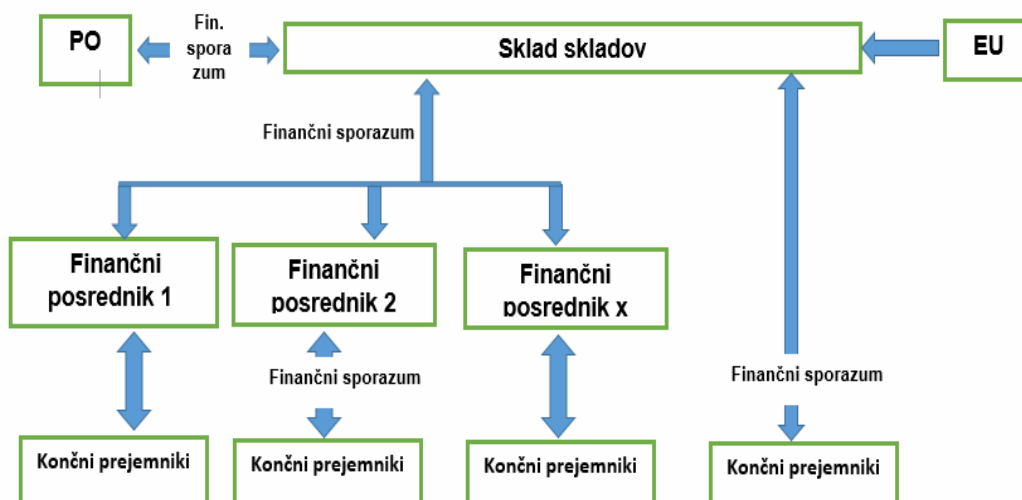 PO
Fin.
spora
zum
Sklad skladov
EU
Finančni sporazum
Finančni
posrednik 1
Finančni
posrednik 2
Finančni
posrednik x
Finančni sporazum
Finančni sporazum
Končni prejemniki
Končni prejemniki
Končni prejemniki
Končni prejemniki